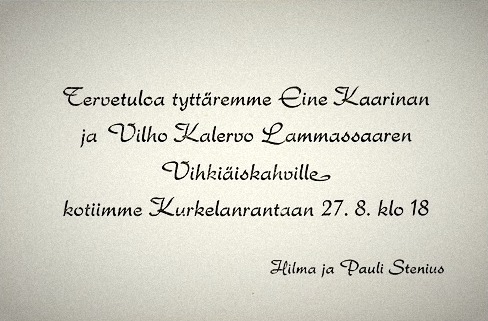 Tervetuloa tyttäremme Eine Kaarinan
ja Vilho Kalervo Lammassaaren
Vihkiäiskahville
kotiimme Kurkelanrantaan 27. 8. klo 18
Hilma ja Pauli Stenius